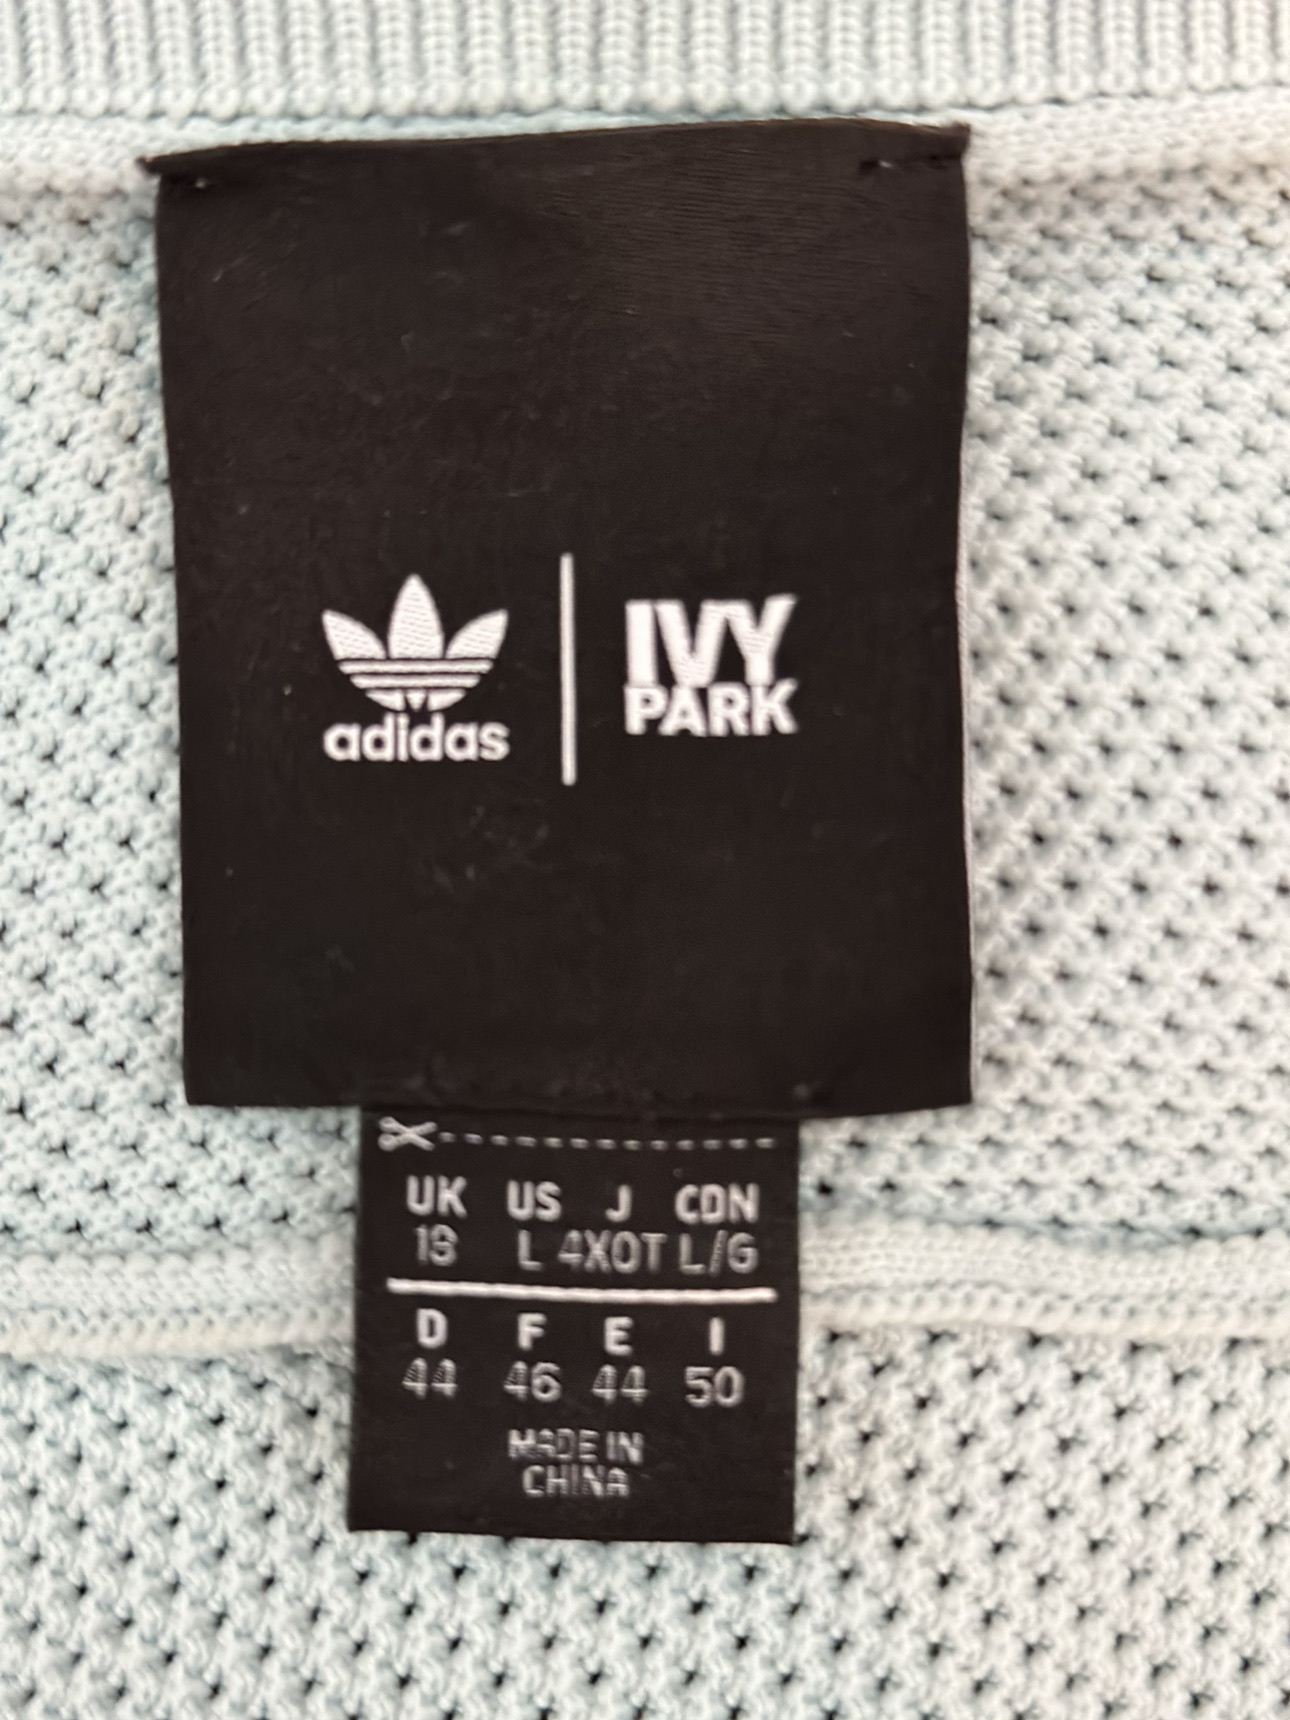 adidas
IVY
PARK
UK US J CDN
18 L 4XOT L/G
D F E I
44 46 44 50
MADE IN
CHINA